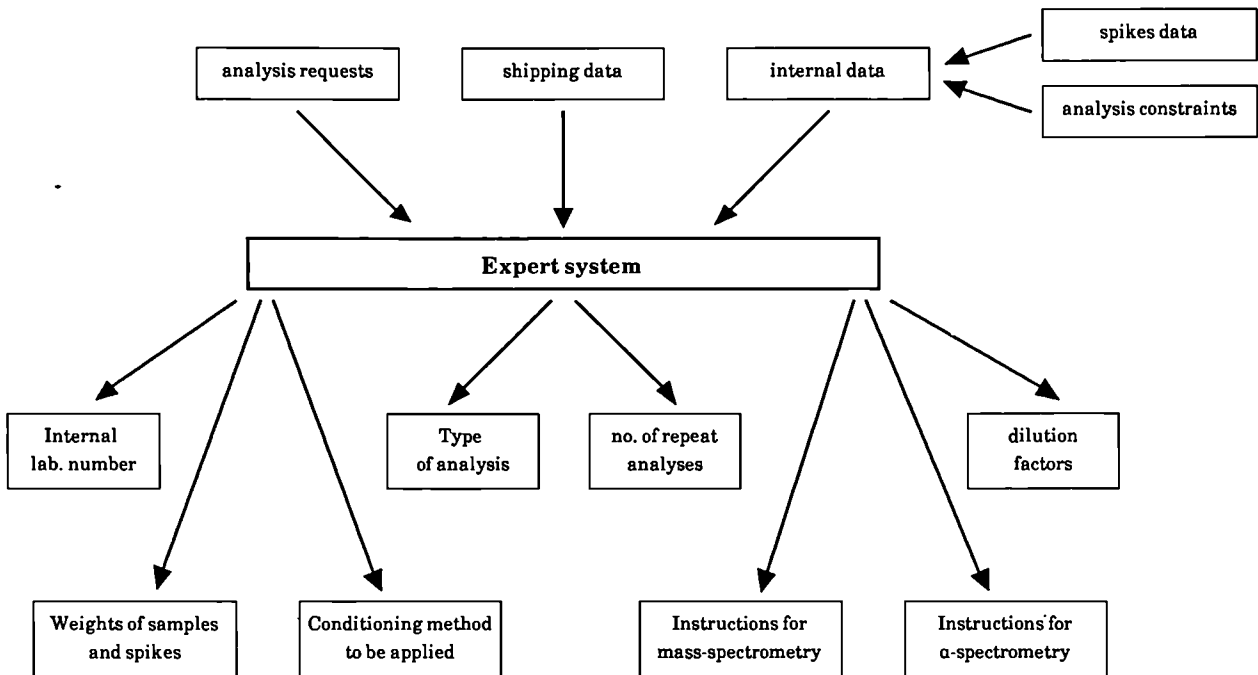 spikes data
analysis requests
shipping data
internal data
analysis constraints
Expert system
Internal
lab. number
Type
of analysis
no. of repeat
analyses
dilution
factors
Weights of samples
and spikes
Conditioning method
to be applied
Instructions for
mass-spectrometry
Instructions for
α-spectrometry